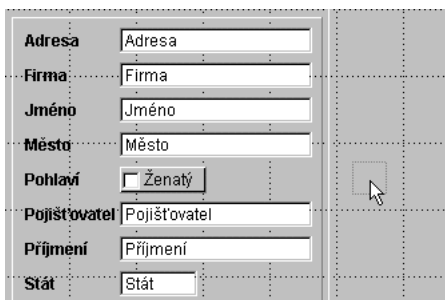 Adresa Adresa
Firma Firma
Jméno Jméno
Město Město
Pohlaví Ženatý
Pojišťovatel Pojišťovatel
Příjmení Příjmení
Stát Stát